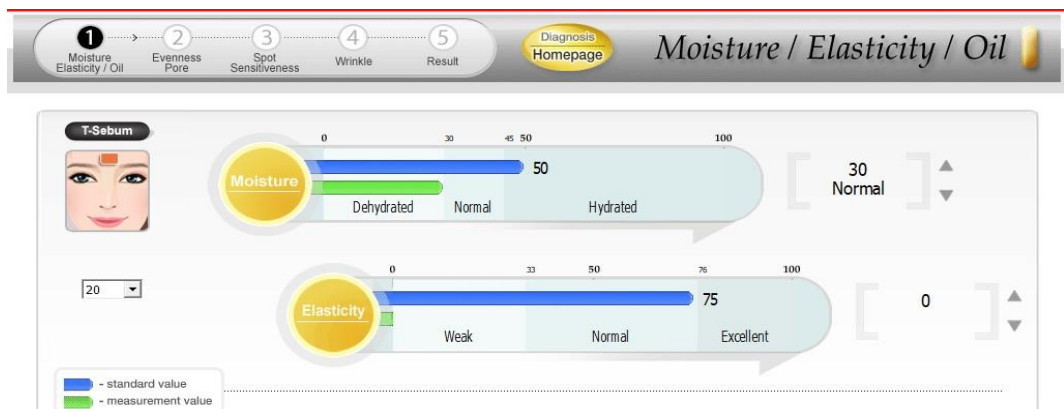 1 2 3 4 5
Moisture Elasticity / Oil
Evenness Pore
Spot Sensitiveness
Wrinkle
Result
Diagnosis
Homepage
Moisture / Elasticity / Oil
T-Sebum
0 30 45 50 100
Moisture
50
Dehydrated Normal Hydrated
30
Normal
20
0 33 50 76 100
Elasticity
75
Weak Normal Excellent
0
- standard value
- measurement value